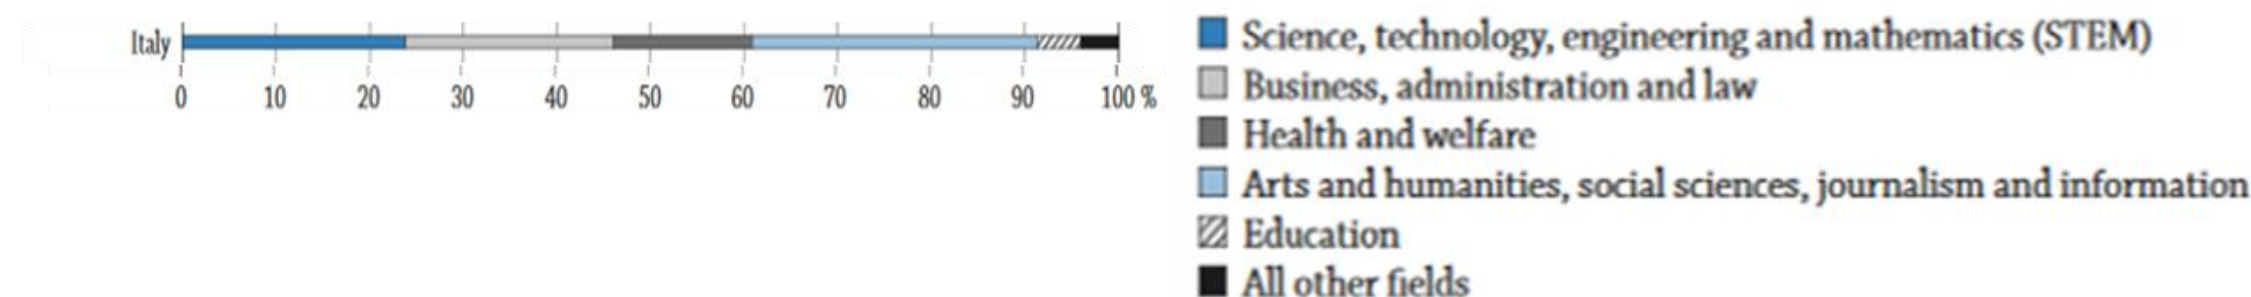 Italy
0 10 20 30 40 50 60 70 80 90 100 %
Science, technology, engineering and mathematics (STEM)
Business, administration and law
Health and welfare
Arts and humanities, social sciences, journalism and information
Education
All other fields